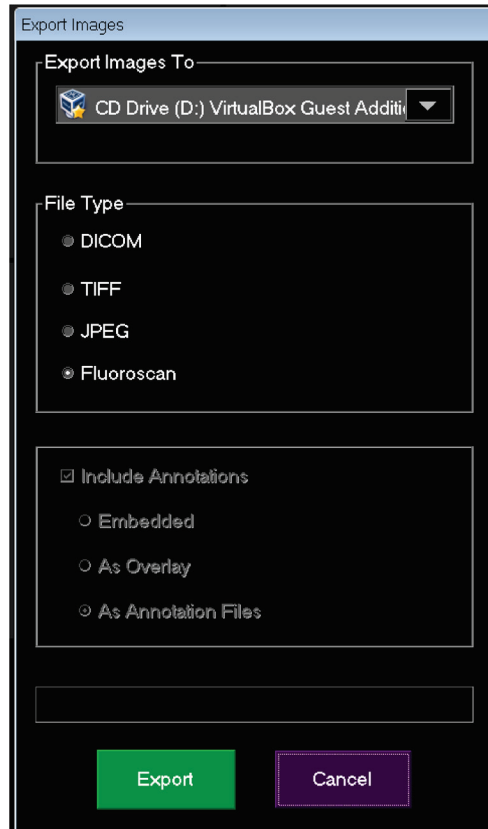 Export Images
Export Images To
CD Drive (D:) VirtualBox Guest Additi
File Type
DICOM
TIFF
JPEG
Fluoroscan
Include Annotations
Embedded
As Overlay
As Annotation Files
Export Cancel